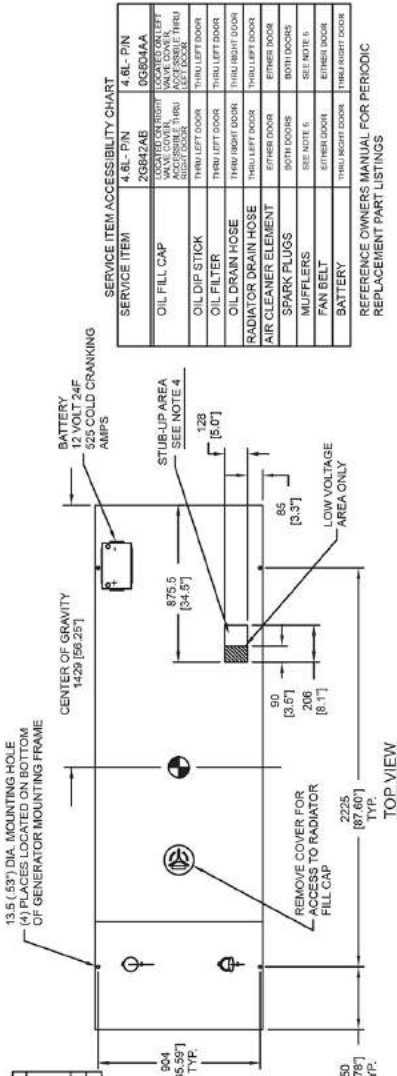 SERVICE ITEM ACCESSIBILITY CHART
SERVICE ITEM 4.6L- P/N 4.6L- P/N
2G842AB 0G804AA
OIL FILL CAP
LOCATED ON RIGHT
VALVE COVER,
ACCESSIBLE THRU
RIGHT DOOR
LOCATED ON LEFT
VALVE COVER,
ACCESSIBLE THRU
LEFT DOOR
OIL DIP STICK THRU LEFT DOOR THRU LEFT DOOR
OIL FILTER THRU LEFT DOOR THRU LEFT DOOR
OIL DRAIN HOSE THRU RIGHT DOOR THRU RIGHT DOOR
RADIATOR DRAIN HOSE THRU LEFT DOOR THRU LEFT DOOR
AIR CLEANER ELEMENT EITHER DOOR EITHER DOOR
SPARK PLUGS BOTH DOORS BOTH DOORS
MUFFLERS SEE NOTE 5 SEE NOTE 5
FAN BELT EITHER DOOR EITHER DOOR
BATTERY THRU RIGHT DOOR THRU RIGHT DOOR
REFERENCE OWNERS MANUAL FOR PERIODIC
REPLACEMENT PART LISTINGS
13.5 (.53") DIA. MOUNTING HOLE
(4) PLACES LOCATED ON BOTTOM
OF GENERATOR MOUNTING FRAME
CENTER OF GRAVITY
1429 [56.25"]
BATTERY
12 VOLT 24F
525 COLD CRANKING
AMPS
+ -
STUB-UP AREA
SEE NOTE 4
875.5
[34.5"]
128
[5.0"]
85
[3.3"]
LOW VOLTAGE
AREA ONLY
90
[3.5"]
206
[8.1"]
REMOVE COVER FOR
ACCESS TO RADIATOR
FILL CAP
904
TYP.
2225
[87.60"]
TYP.
TOP VIEW